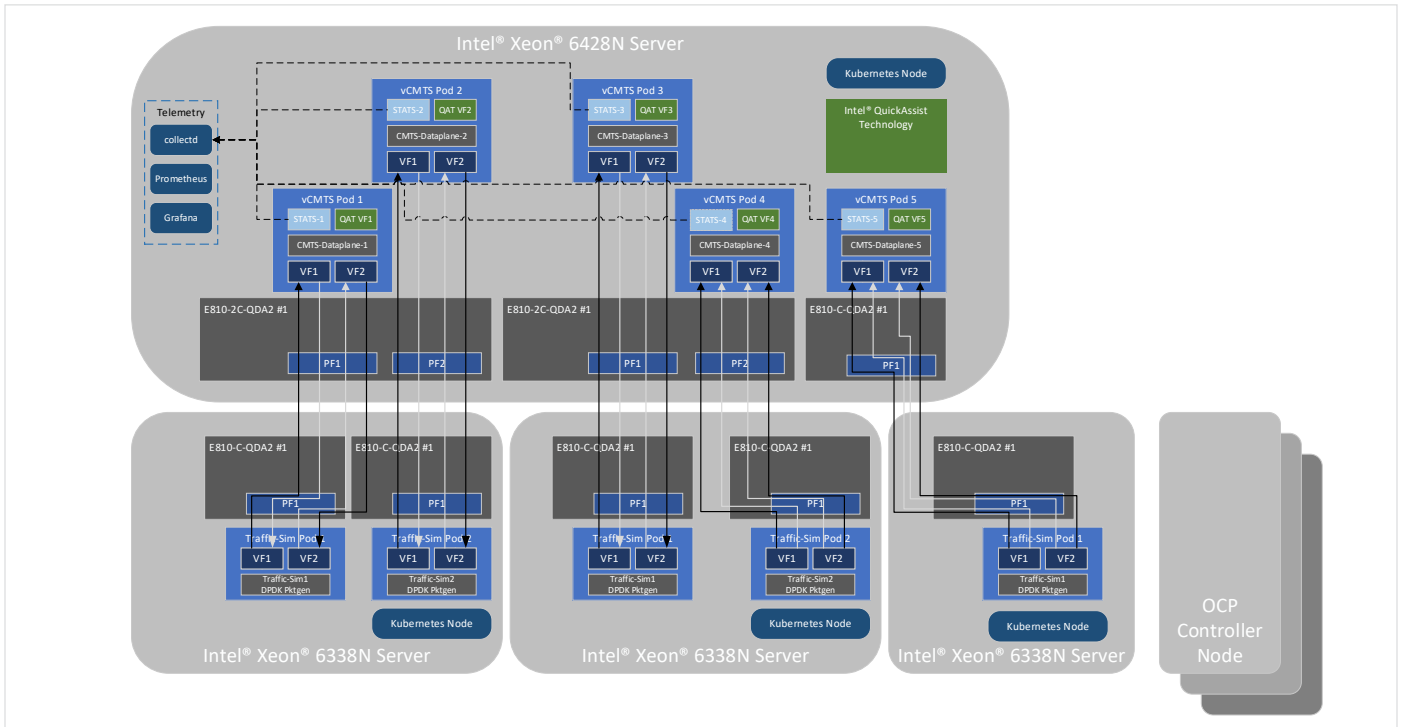 Intel® Xeon® 6428N Server
Kubernetes Node
Intel® QuickAssist
Technology
Telemetry
collectd
Prometheus
Grafana
vCMTS Pod 2
STATS-2
QAT VF2
CMTS-Dataplane-2
VF1
VF2
vCMTS Pod 3
STATS-3
QAT VF3
CMTS-Dataplane-3
VF1
VF2
vCMTS Pod 1
STATS-1
QAT VF1
CMTS-Dataplane-1
VF1
VF2
vCMTS Pod 4
STATS-4
QAT VF4
CMTS-Dataplane-4
VF1
VF2
vCMTS Pod 5
STATS-5
QAT VF5
CMTS-Dataplane-5
VF1
VF2
E810-2C-QDA2 #1
PF1
PF2
E810-2C-QDA2 #1
PF1
PF2
E810-C-QDA2 #1
PF1
E810-C-QDA2 #1
PF1
E810-C-QDA2 #1
PF1
Traffic-Sim Pod 1
VF1
VF2
Traffic-Sim1
DPDK Pktgen
Traffic-Sim Pod 2
VF1
VF2
Traffic-Sim2
DPDK Pktgen
Kubernetes Node
Intel® Xeon® 6338N Server
E810-C-QDA2 #1
PF1
E810-C-QDA2 #1
PF1
Traffic-Sim Pod 1
VF1
VF2
Traffic-Sim1
DPDK Pktgen
Traffic-Sim Pod 2
VF1
VF2
Traffic-Sim2
DPDK Pktgen
Kubernetes Node
Intel® Xeon® 6338N Server
E810-C-QDA2 #1
PF1
Traffic-Sim Pod 1
VF1
VF2
Traffic-Sim1
DPDK Pktgen
Kubernetes Node
Intel® Xeon® 6338N Server
OCP
Controller
Node